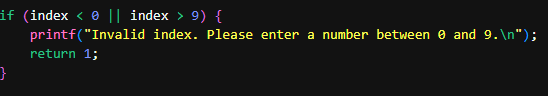 if (index < 0 || index > 9) {
    printf("Invalid index. Please enter a number between 0 and 9.\n");
    return 1;
}